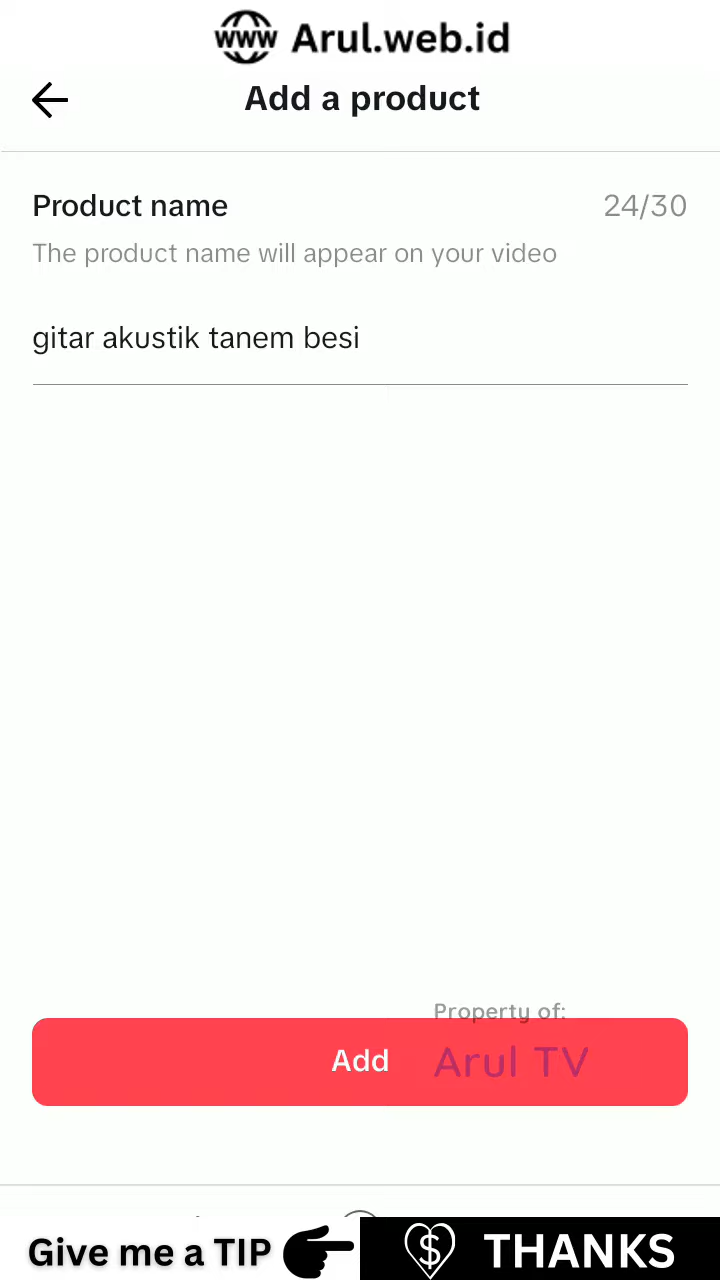 www Arul.web.id
Add a product
Product name 24/30
The product name will appear on your video
gitar akustik tanem besi
Property of:
Add Arul TV
Give me a TIP $ THANKS